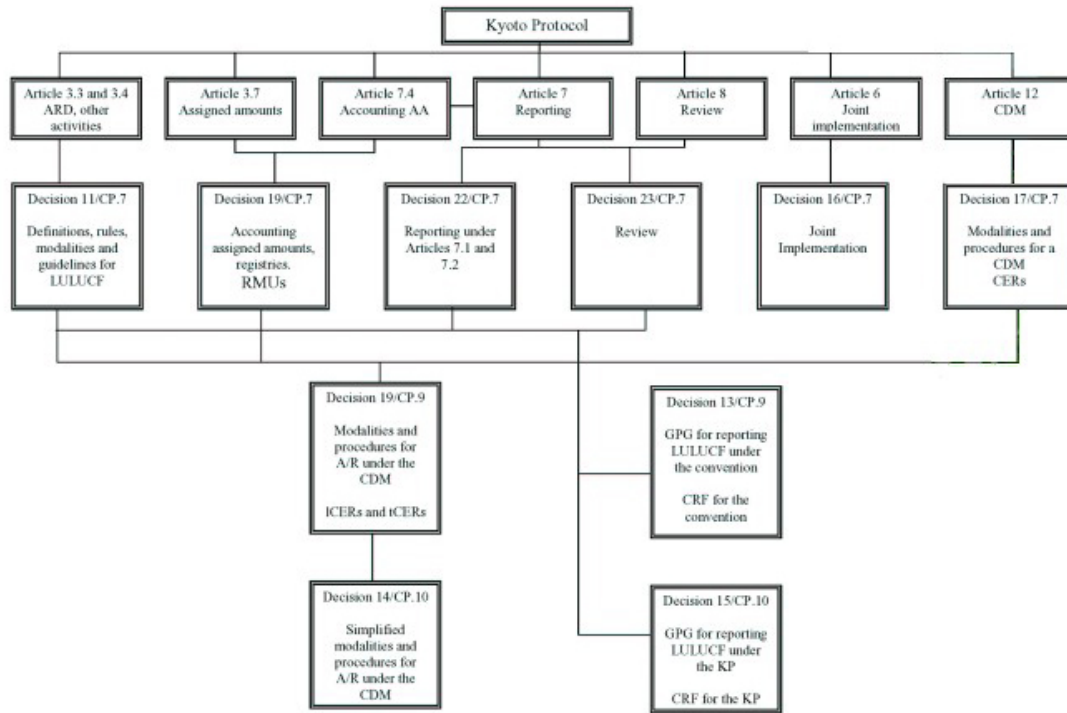 Kyoto Protocol
Article 3.3 and 3.4
ARD, other
activities
Article 3.7
Assigned amounts
Article 7.4
Accounting AA
Article 7
Reporting
Article 8
Review
Article 6
Joint
implementation
Article 12
CDM
Decision 11/CP.7
Definitions, rules,
modalities and
guidelines for
LULUCF
Decision 19/CP.7
Accounting
assigned amounts,
registries.
RMUs
Decision 22/CP.7
Reporting under
Articles 7.1 and
7.2
Decision 23/CP.7
Review
Decision 16/CP.7
Joint
Implementation
Decision 17/CP.7
Modalities and
procedures for a
CDM
CERs
Decision 19/CP.9
Modalities and
procedures for
A/R under the
CDM
lCERs and tCERs
Decision 13/CP.9
GPG for reporting
LULUCF under
the convention
CRF for the
convention
Decision 14/CP.10
Simplified
modalities and
procedures for
A/R under the
CDM
Decision 15/CP.10
GPG for reporting
LULUCF under
the KP
CRF for the KP